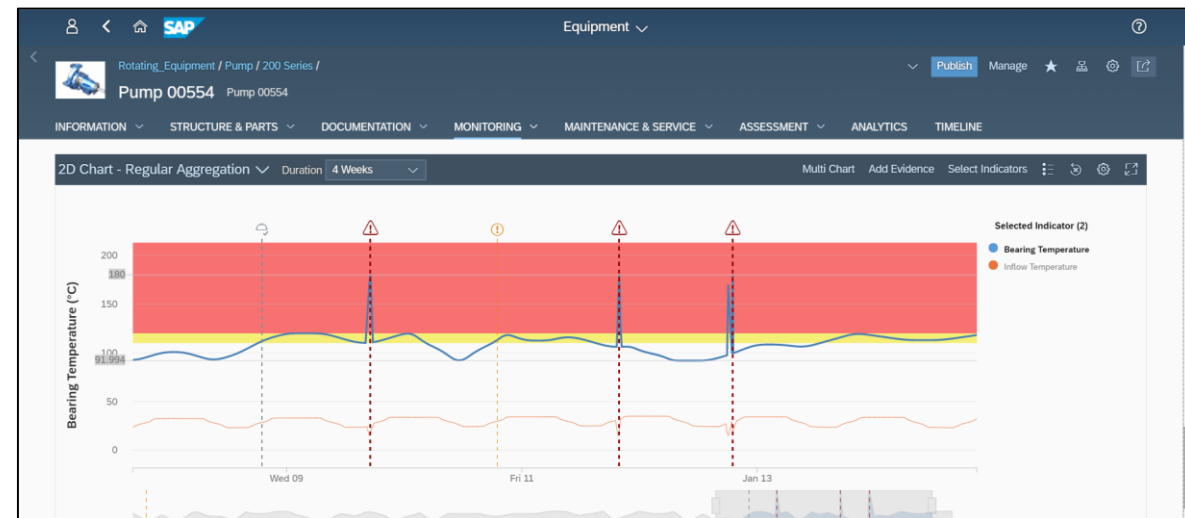 SAP
Equipment
Rotating_Equipment / Pump / 200 Series /
Publish Manage
Pump 00554 Pump 00554
INFORMATION STRUCTURE & PARTS DOCUMENTATION MONITORING MAINTENANCE & SERVICE ASSESSMENT ANALYTICS TIMELINE
2D Chart - Regular Aggregation Duration 4 Weeks Multi Chart Add Evidence Select Indicators
Selected Indicator (2)
Bearing Temperature
Inflow Temperature
Bearing Temperature (°C)
200
180
150
100
91.994
50
0
Wed 09 Fri 11 Jan 13